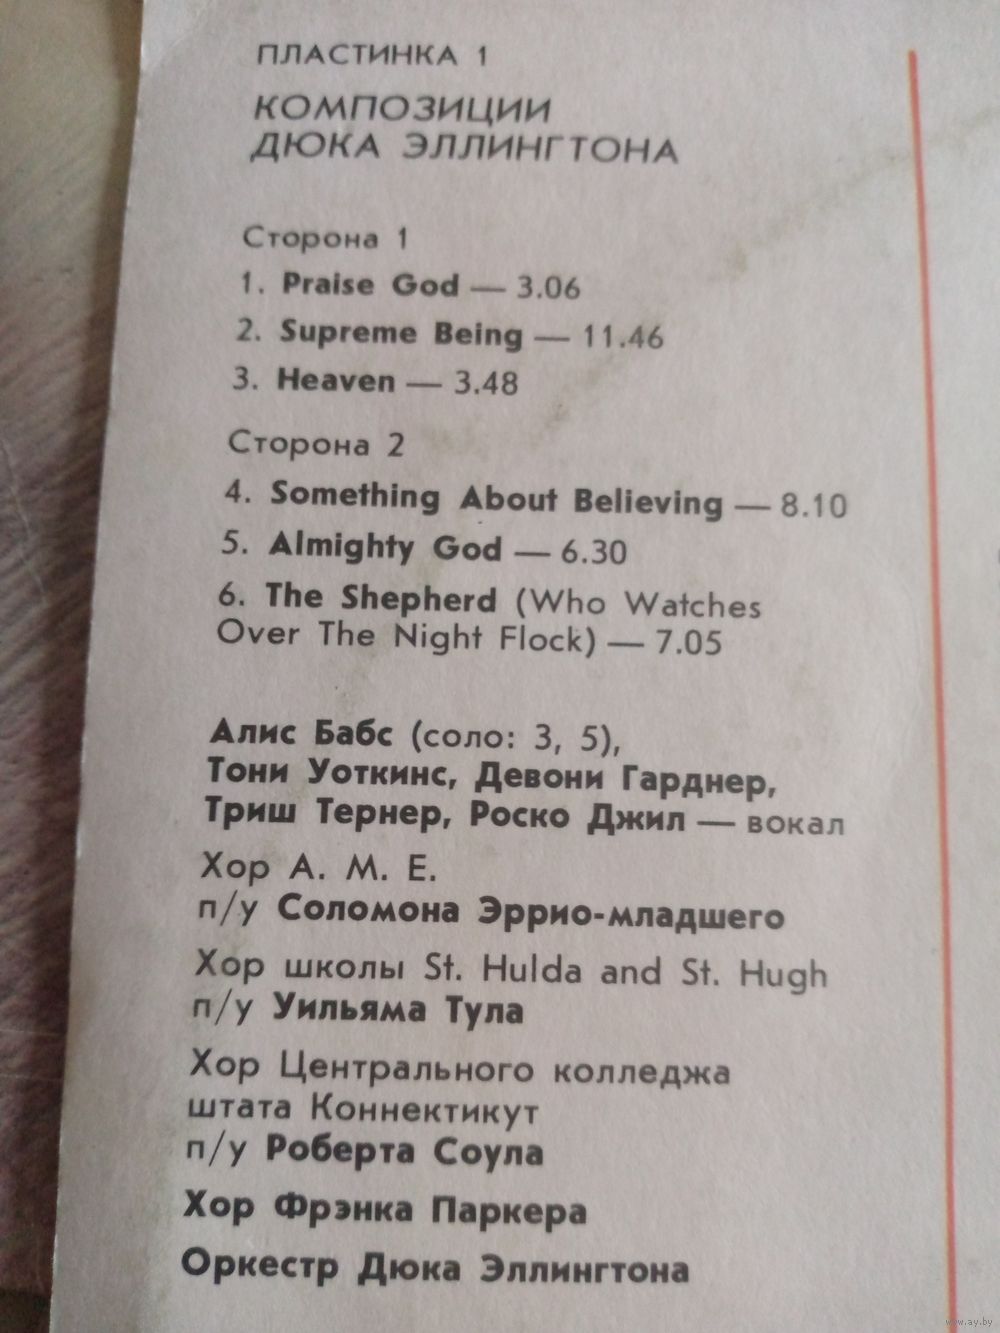 ПЛАСТИНКА 1
КОМПОЗИЦИИ
ДЮКА ЭЛЛИНГТОНА
Сторона 1
1. Praise God — 3.06
2. Supreme Being — 11.46
3. Heaven — 3.48
Сторона 2
4. Something About Believing — 8.10
5. Almighty God — 6.30
6. The Shepherd (Who Watches
Over The Night Flock) — 7.05
Алис Бабс (соло: 3, 5),
Тони Уоткинс, Девони Гарднер,
Триш Тернер, Роско Джил — вокал
Хор А. М. Е.
п/у Соломона Эррио-младшего
Хор школы St. Hulda and St. Hugh
п/у Уильяма Тула
Хор Центрального колледжа
штата Коннектикут
п/у Роберта Соула
Хор Фрэнка Паркера
Оркестр Дюка Эллингтона
www.ay.by